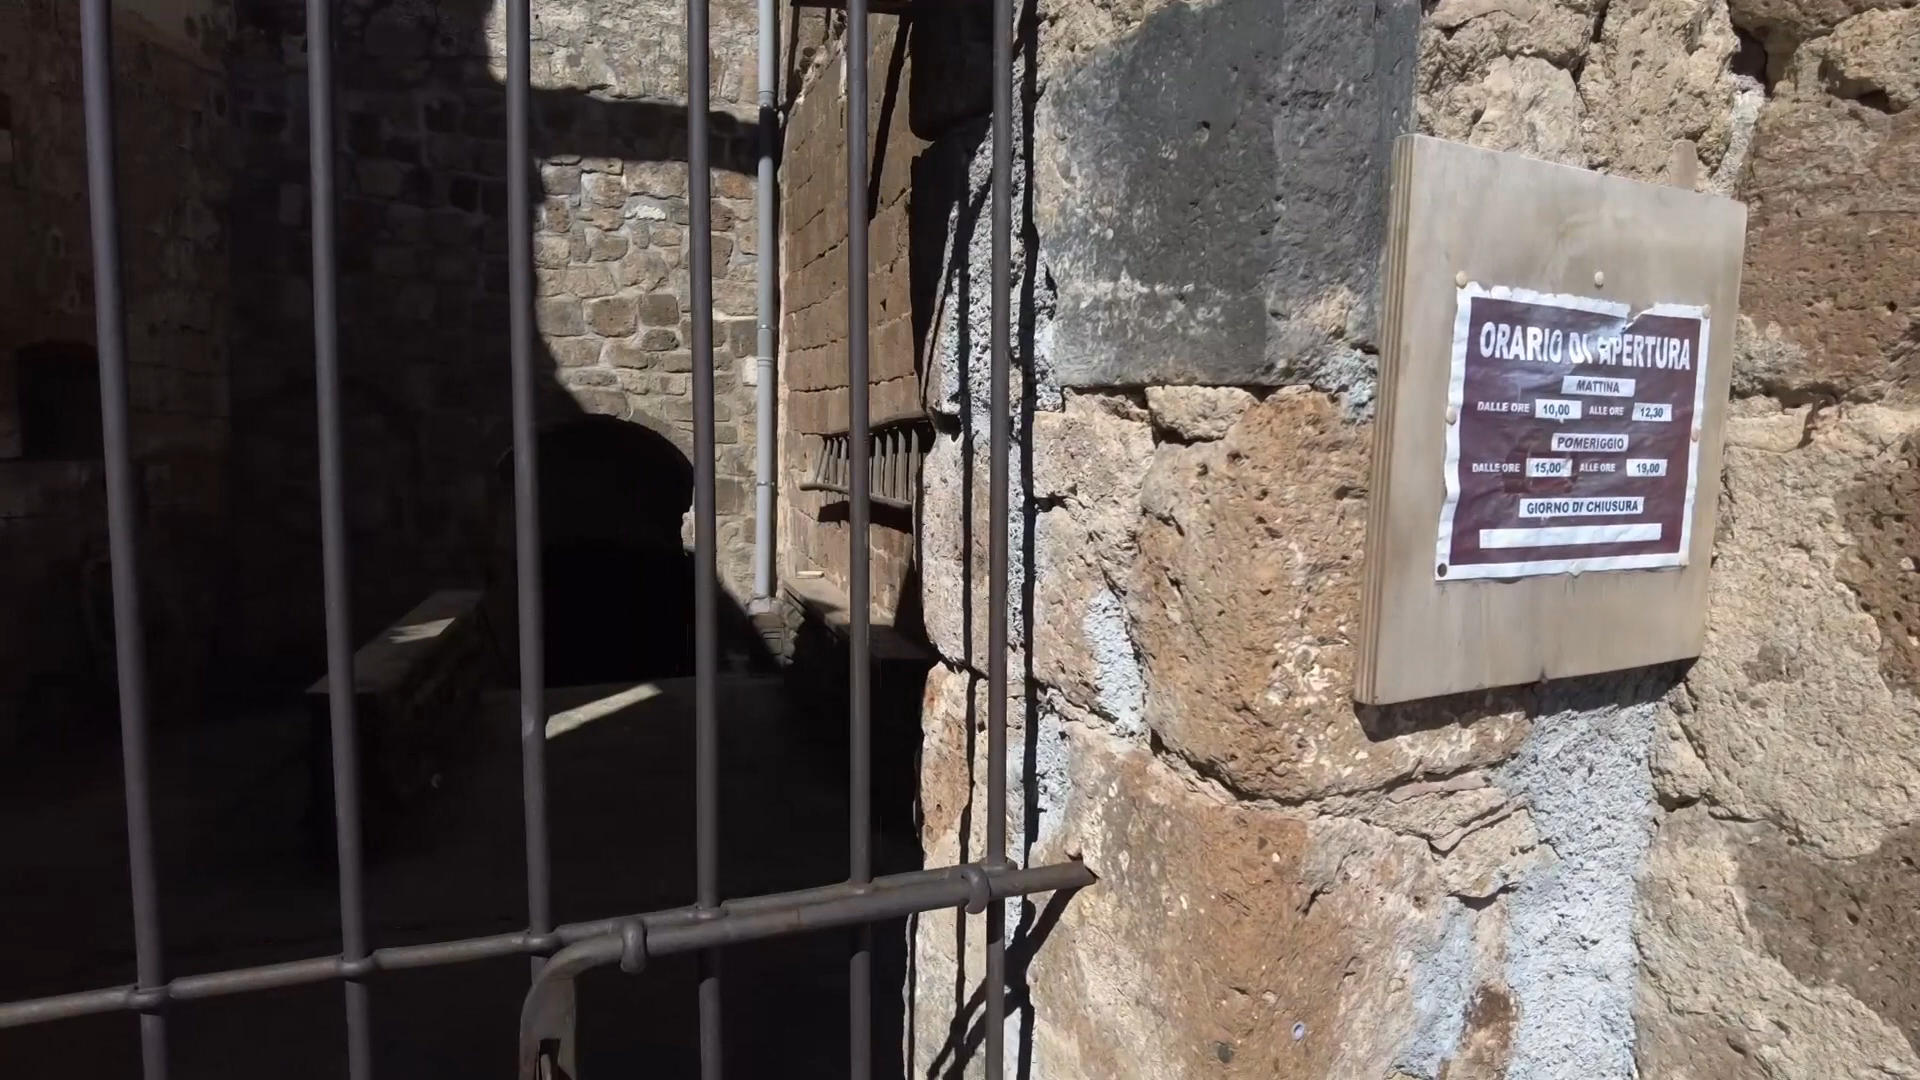 ORARIO DI APERTURA
MATTINA
DALLE ORE 10,00 ALLE ORE 12,30
POMERIGGIO
DALLE ORE 15,00 ALLE ORE 19,00
GIORNO DI CHIUSURA